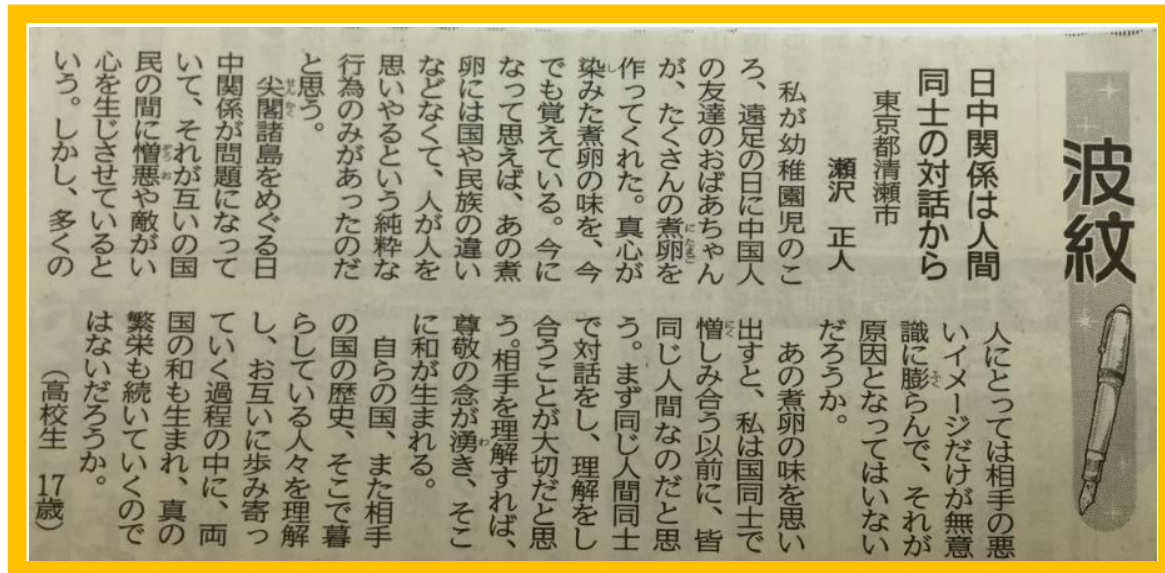 波紋
日中関係は人間
同士の対話から
東京都清瀬市
瀬沢 正人
私が幼稚園児のこ
ろ、遠足の日に中国人
の友達のおばあちゃん
が、たくさんの煮卵を
作ってくれた。真心が
染みた煮卵の味を、今
でも覚えている。今に
なって思えば、あの煮
卵には国や民族の違い
などなくて、人が人を
思いやるという純粋な
行為のみがあったのだ
と思う。
尖閣諸島をめぐる日
中関係が問題になって
いて、それが互いの国
民の間に憎悪や敵がい
心を生じさせていると
いう。しかし、多くの
人にとっては相手の悪
いイメージだけが無意
識に膨らんで、それが
原因となってはいない
だろうか。
あの煮卵の味を思い
出すと、私は国同士で
憎しみ合う以前に、皆
同じ人間なのだと思
う。まず同じ人間同士
で対話をし、理解をし
合うことが大切だと思
う。相手を理解すれば、
尊敬の念が湧き、そこ
に和が生まれる。
自らの国、また相手
の国の歴史、そこで暮
らしている人々を理解
し、お互いに歩み寄っ
ていく過程の中に、両
国の和も生まれ、真の
繁栄も続いていくので
はないだろうか。
（高校生 17歳）